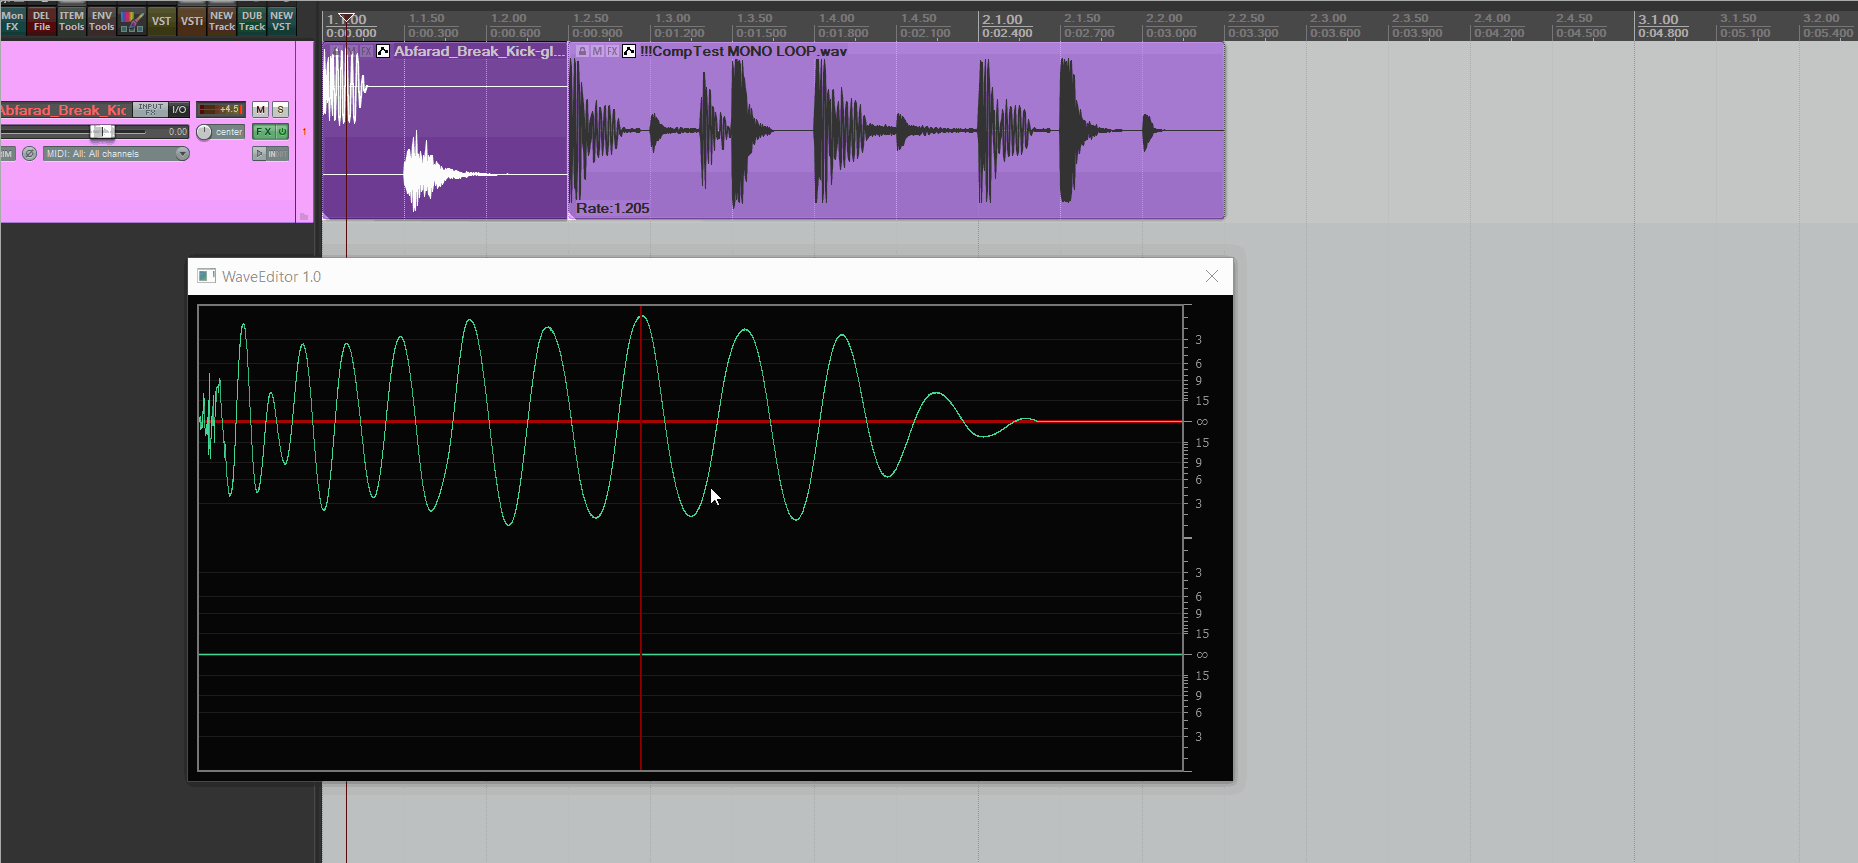 Mon FX DEL File ITEM Tools ENV Tools VST VSTi NEW Track DUB Track NEW VST
1.1.00 1.1.50 1.2.00 1.2.50 1.3.00 1.3.50 1.4.00 1.4.50 2.1.00 2.1.50 2.2.00 2.2.50 2.3.00 2.3.50 2.4.00 2.4.50 3.1.00 3.1.50 3.2.00
0:00.000 0:00.300 0:00.600 0:00.900 0:01.200 0:01.500 0:01.800 0:02.100 0:02.400 0:02.700 0:03.000 0:03.300 0:03.600 0:03.900 0:04.200 0:04.500 0:04.800 0:05.100 0:05.400
Abfarad_Break_Kick-gl... M FX !!!CompTest MONO LOOP.wav
Abfarad_Break_Kic INPUT FX I/O +4.5 M S
0.00 center FX 1
IM Ø MIDI: All: All channels IN
Rate:1.205
WaveEditor 1.0
3
6
9
15
∞
15
9
6
3
3
6
9
15
∞
15
9
6
3